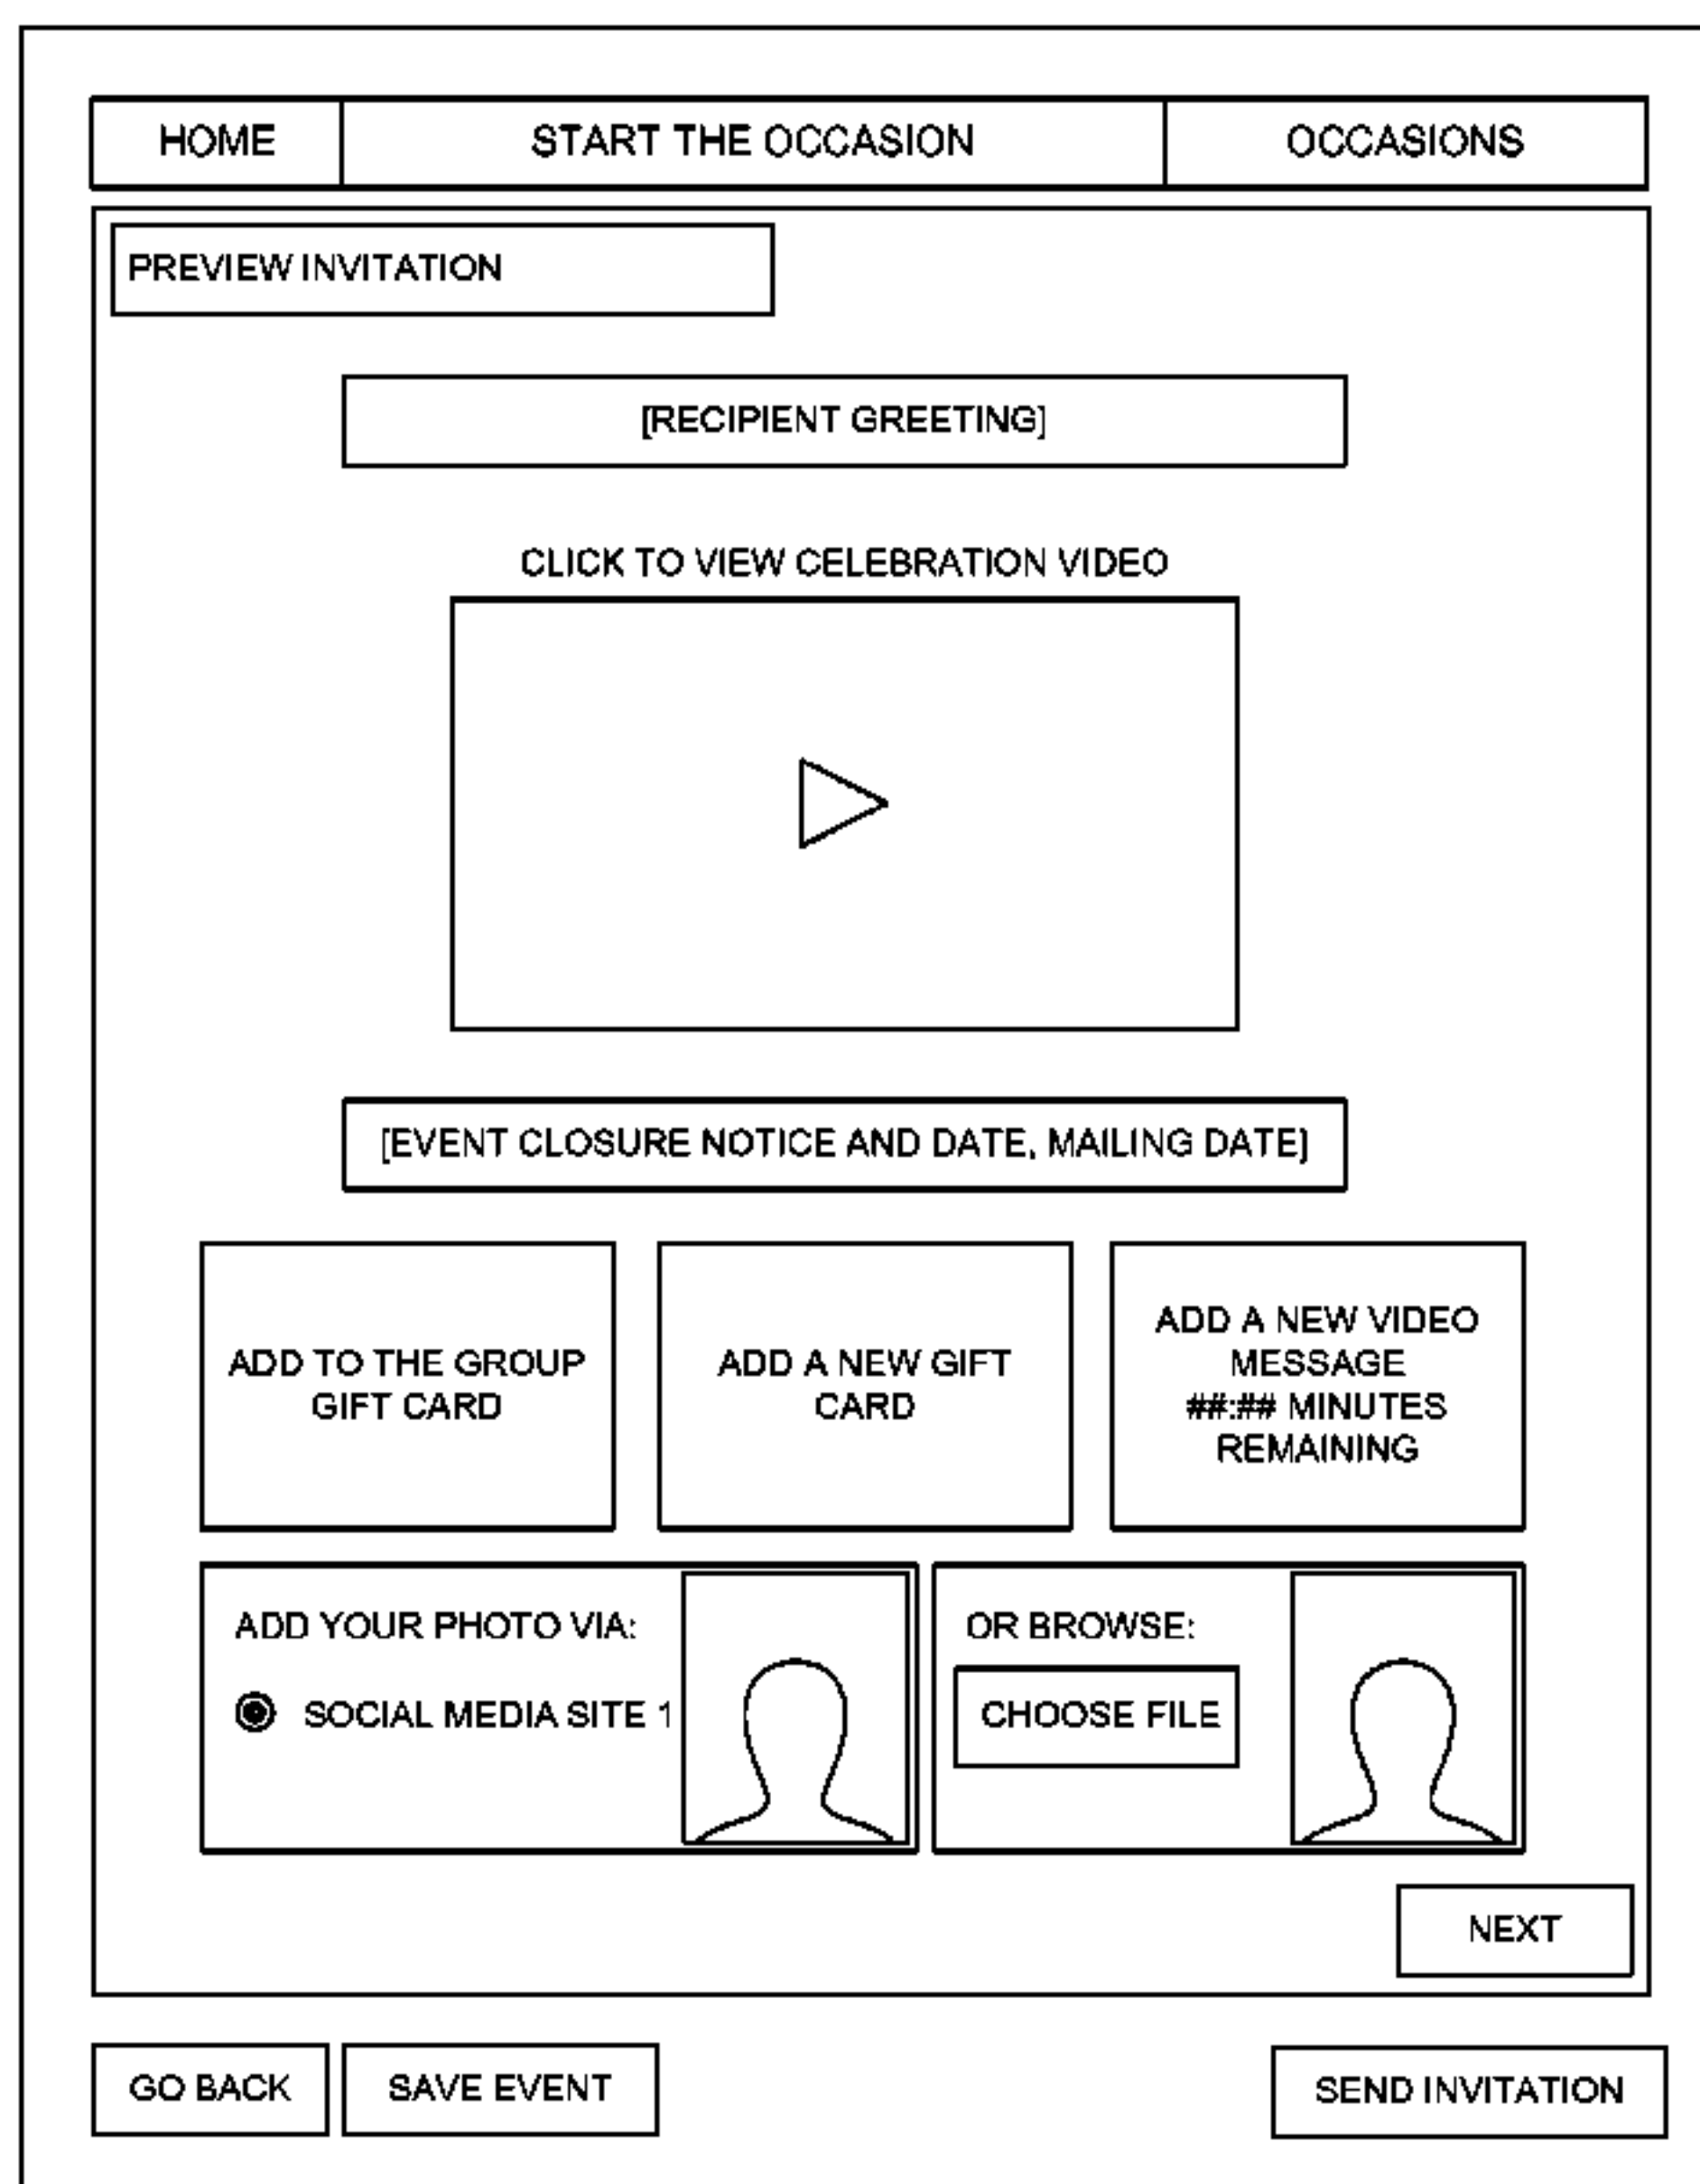 HOME START THE OCCASION OCCASIONS
PREVIEW INVITATION
[RECIPIENT GREETING]
CLICK TO VIEW CELEBRATION VIDEO
[EVENT CLOSURE NOTICE AND DATE, MAILING DATE]
ADD TO THE GROUP
GIFT CARD
ADD A NEW GIFT
CARD
ADD A NEW VIDEO
MESSAGE
##:## MINUTES
REMAINING
ADD YOUR PHOTO VIA:
SOCIAL MEDIA SITE 1
OR BROWSE:
CHOOSE FILE
NEXT
GO BACK SAVE EVENT SEND INVITATION